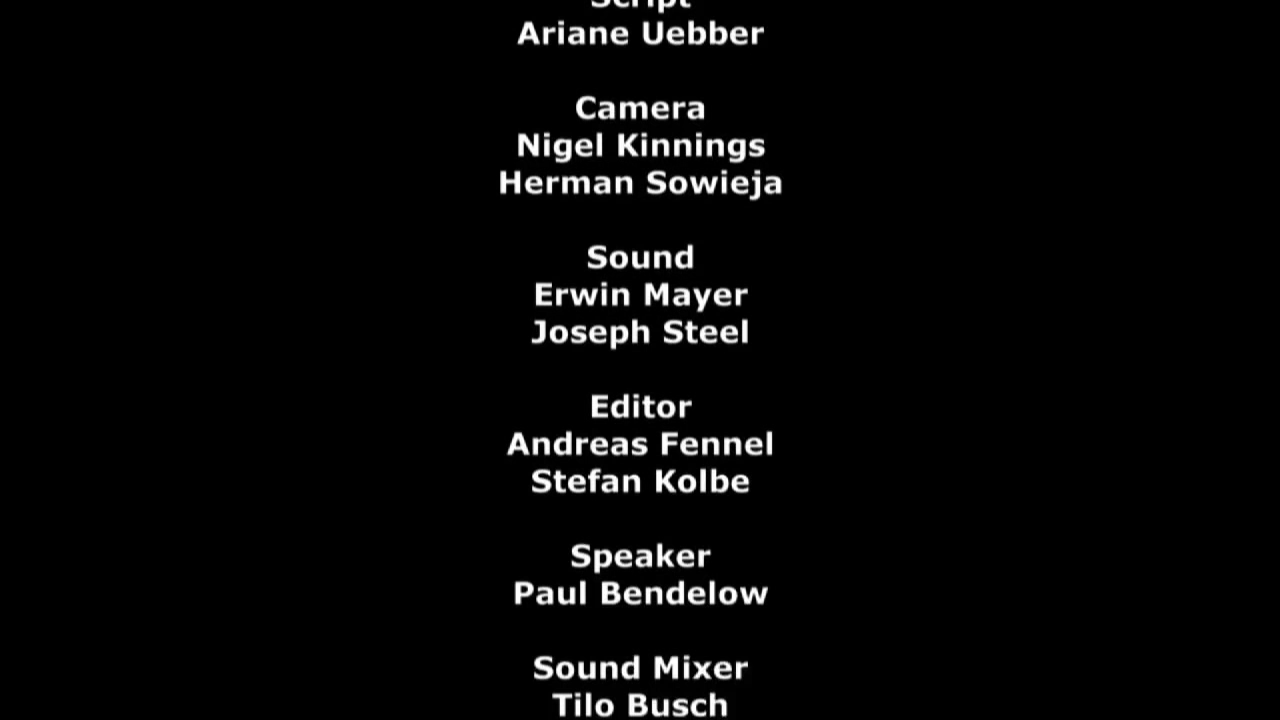 Script
Ariane Uebber
Camera
Nigel Kinnings
Herman Sowieja
Sound
Erwin Mayer
Joseph Steel
Editor
Andreas Fennel
Stefan Kolbe
Speaker
Paul Bendelow
Sound Mixer
Tilo Busch